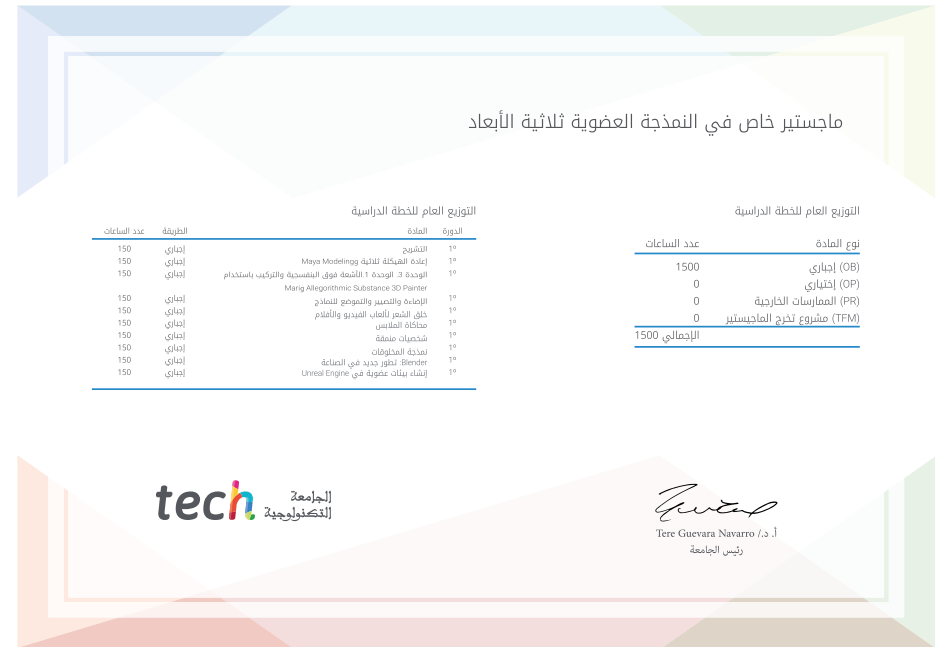 ماجستير خاص في النمذجة العضوية ثلاثية الأبعاد
التوزيع العام للخطة الدراسية
نوع المادة عدد الساعات
(OB) إجباري 1500
(OP) إختياري 0
(PR) الممارسات الخارجية 0
(TFM) مشروع تخرج الماجيستير 0
الإجمالي 1500
التوزيع العام للخطة الدراسية
الدورة المادة الطريقة عدد الساعات
1º التشريح إجباري 150
1º إعادة الهيكلة ثلاثية Maya Modelingg إجباري 150
1º الوحدة 3. الوحدة 1.الأشعة فوق البنفسجية والتركيب باستخدام إجباري 150
Marig Allegorithmic Substance 3D Painter
1º الإضاءة والتصيير والتموضع للنماذج إجباري 150
1º خلق الشعر لألعاب الفيديو والأفلام إجباري 150
1º محاكاة الملابس إجباري 150
1º شخصيات منمقة إجباري 150
1º نمذجة المخلوقات إجباري 150
1º Blender: تطور جديد في الصناعة إجباري 150
1º إنشاء بيئات عضوية في Unreal Engine إجباري 150
أ. د./ Tere Guevara Navarro
رئيس الجامعة
الجامعة
التكنولوجية
tech